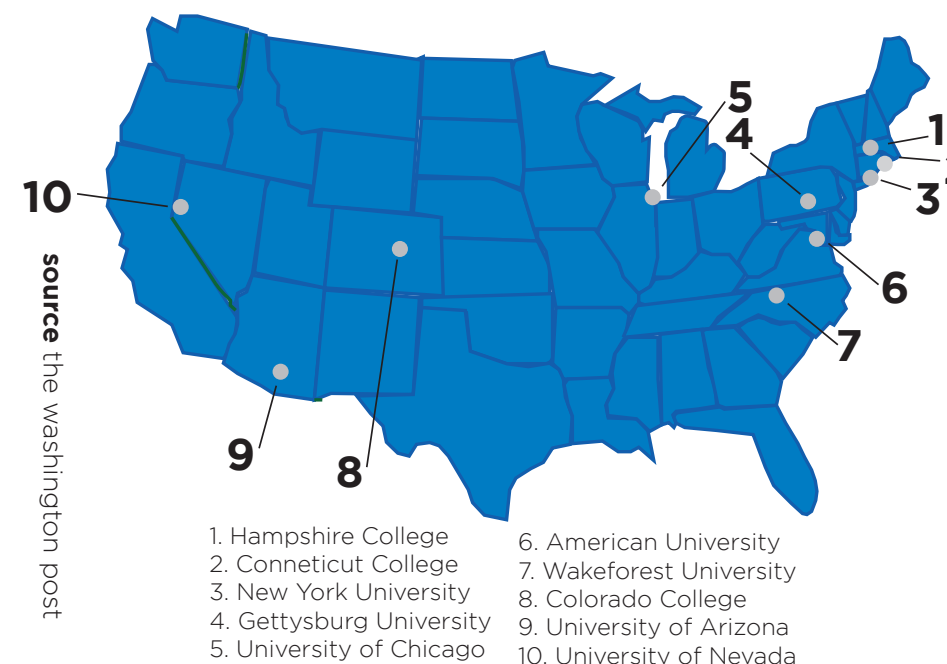 5
4
1
3
10
6
7
9
8
source the washington post
1. Hampshire College
2. Conneticut College
3. New York University
4. Gettysburg University
5. University of Chicago
6. American University
7. Wakeforest University
8. Colorado College
9. University of Arizona
10. University of Nevada